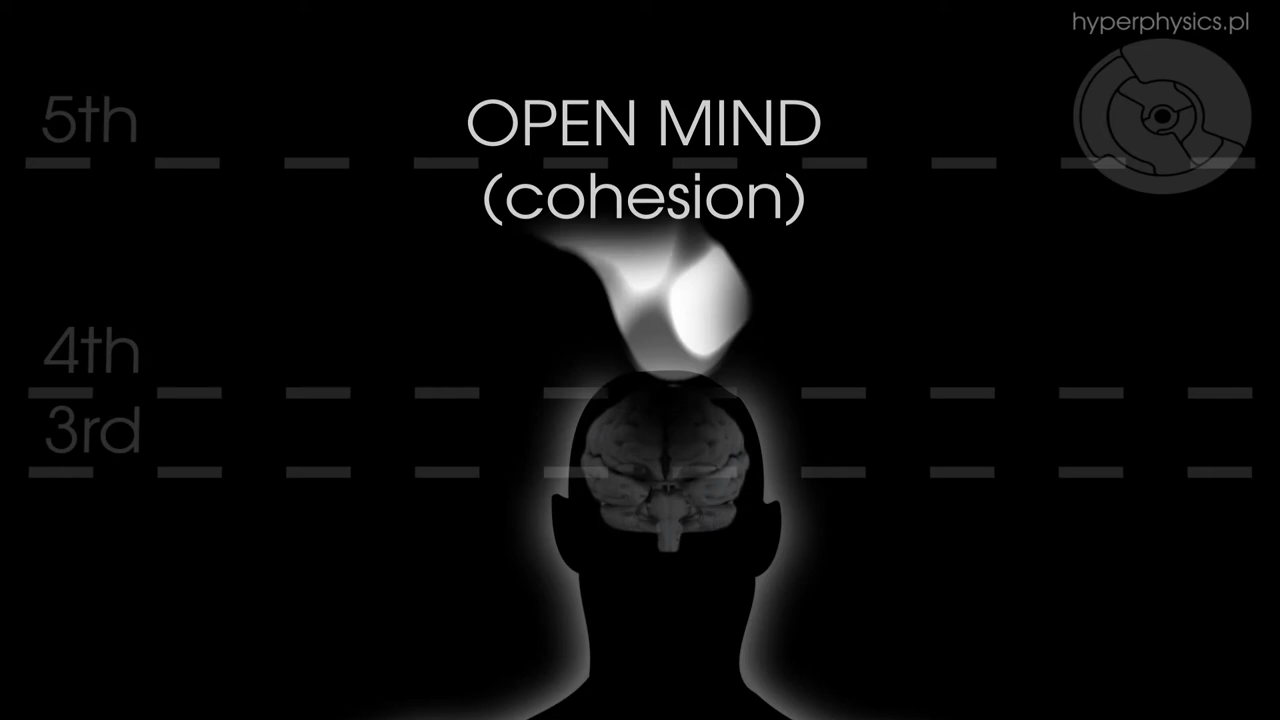 hyperphysics.pl
5th
OPEN MIND
(cohesion)
4th
3rd